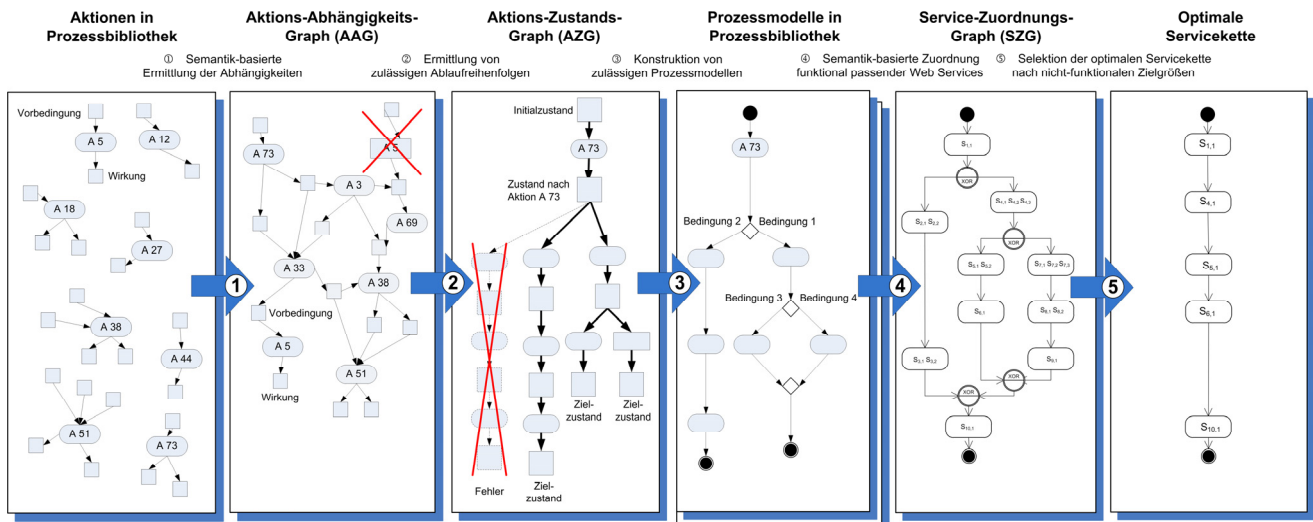 Aktionen in
Prozessbibliothek
Aktions-Abhängigkeits-
Graph (AAG)
Aktions-Zustands-
Graph (AZG)
Prozessmodelle in
Prozessbibliothek
Service-Zuordnungs-
Graph (SZG)
Optimale
Servicekette
① Semantik-basierte
Ermittlung der Abhängigkeiten
② Ermittlung von
zulässigen Ablaufreihenfolgen
③ Konstruktion von
zulässigen Prozessmodellen
④ Semantik-basierte Zuordnung
funktional passender Web Services
⑤ Selektion der optimalen Servicekette
nach nicht-funktionalen Zielgrößen
Vorbedingung
A 5
A 12
Wirkung
A 18
A 27
A 38
A 44
A 51
A 73
1
A 73
A 5
A 3
A 69
A 33
A 38
Vorbedingung
A 5
A 51
Wirkung
2
Initialzustand
A 73
Zustand nach
Aktion A 73
Ziel-
zustand
Ziel-
zustand
Fehler
Ziel-
zustand
3
A 73
Bedingung 2
Bedingung 1
Bedingung 3
Bedingung 4
4
S1,1
XOR
S2,1 S2,2
S4,1 S4,2 S4,3
XOR
S5,1 S5,2
S7,1 S7,2 S7,3
S6,1
S8,1 S8,2
S3,1 S3,2
S9,1
XOR
XOR
S10,1
5
S1,1
S4,1
S5,1
S6,1
S10,1